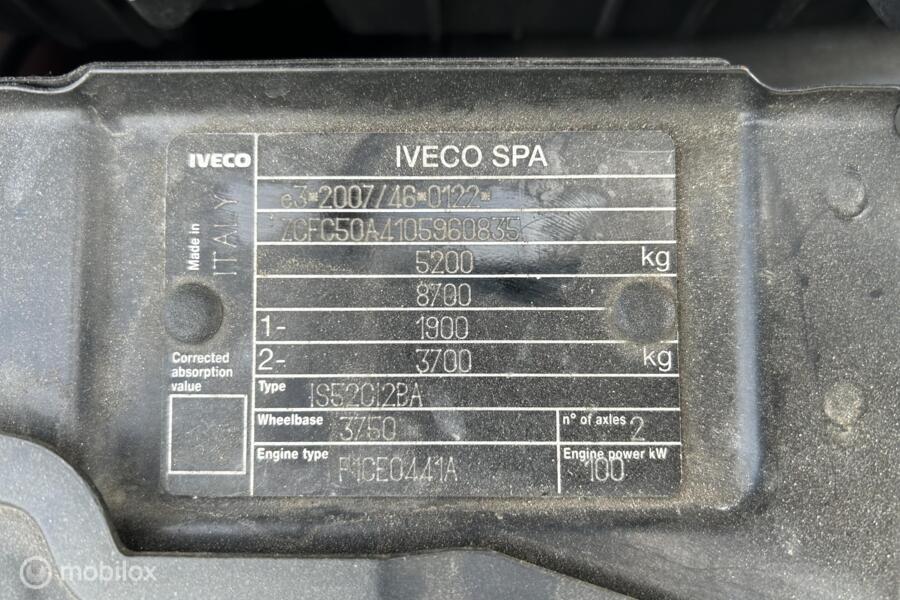 IVECO
IVECO SPA
Made in
ITALY
e3*2007/46*0122*
ZCFC50A4105960835
5200 kg
8700
1- 1900
2- 3700 kg
Corrected
absorption
value
Type IS52CI2BA
Wheelbase 3750
n° of axles 2
Engine type F1CE0441A
Engine power kW 100
mobilox